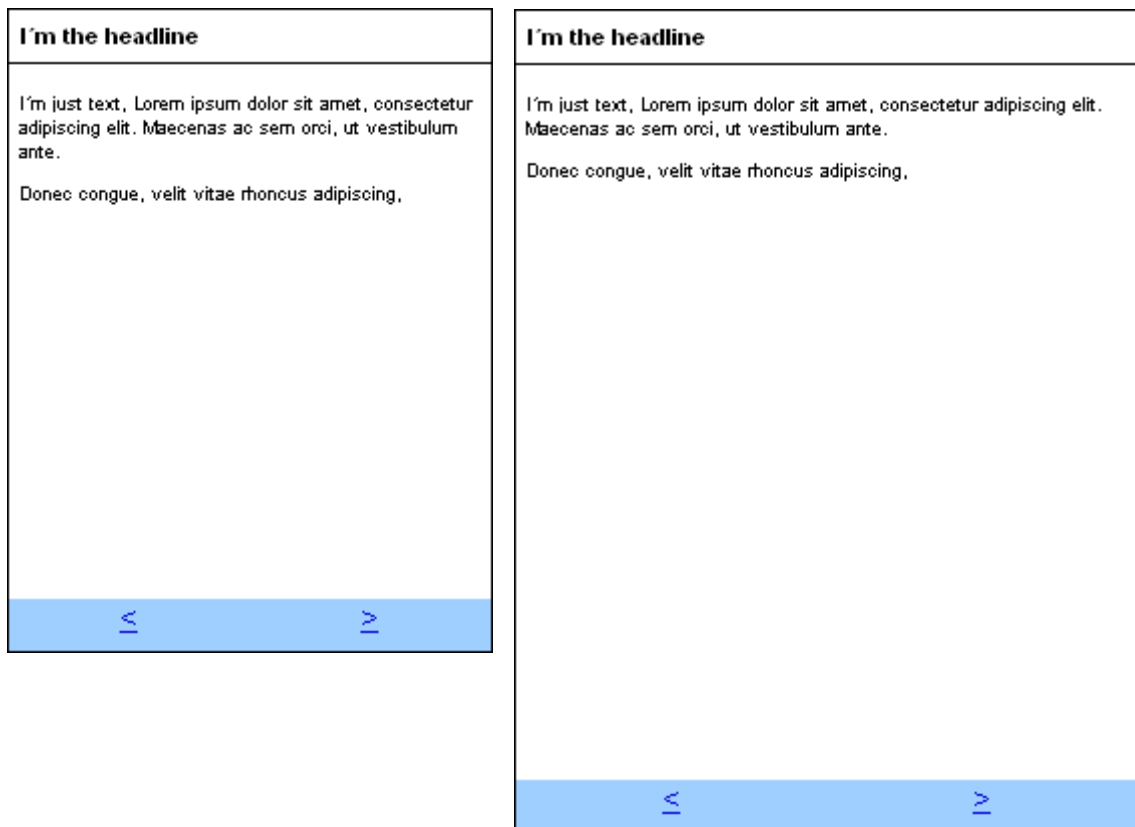 I´m the headline
I´m just text, Lorem ipsum dolor sit amet, consectetur
adipiscing elit. Maecenas ac sem orci, ut vestibulum
ante.
Donec congue, velit vitae rhoncus adipiscing,
< >
I´m the headline
I´m just text, Lorem ipsum dolor sit amet, consectetur adipiscing elit.
Maecenas ac sem orci, ut vestibulum ante.
Donec congue, velit vitae rhoncus adipiscing,
< >